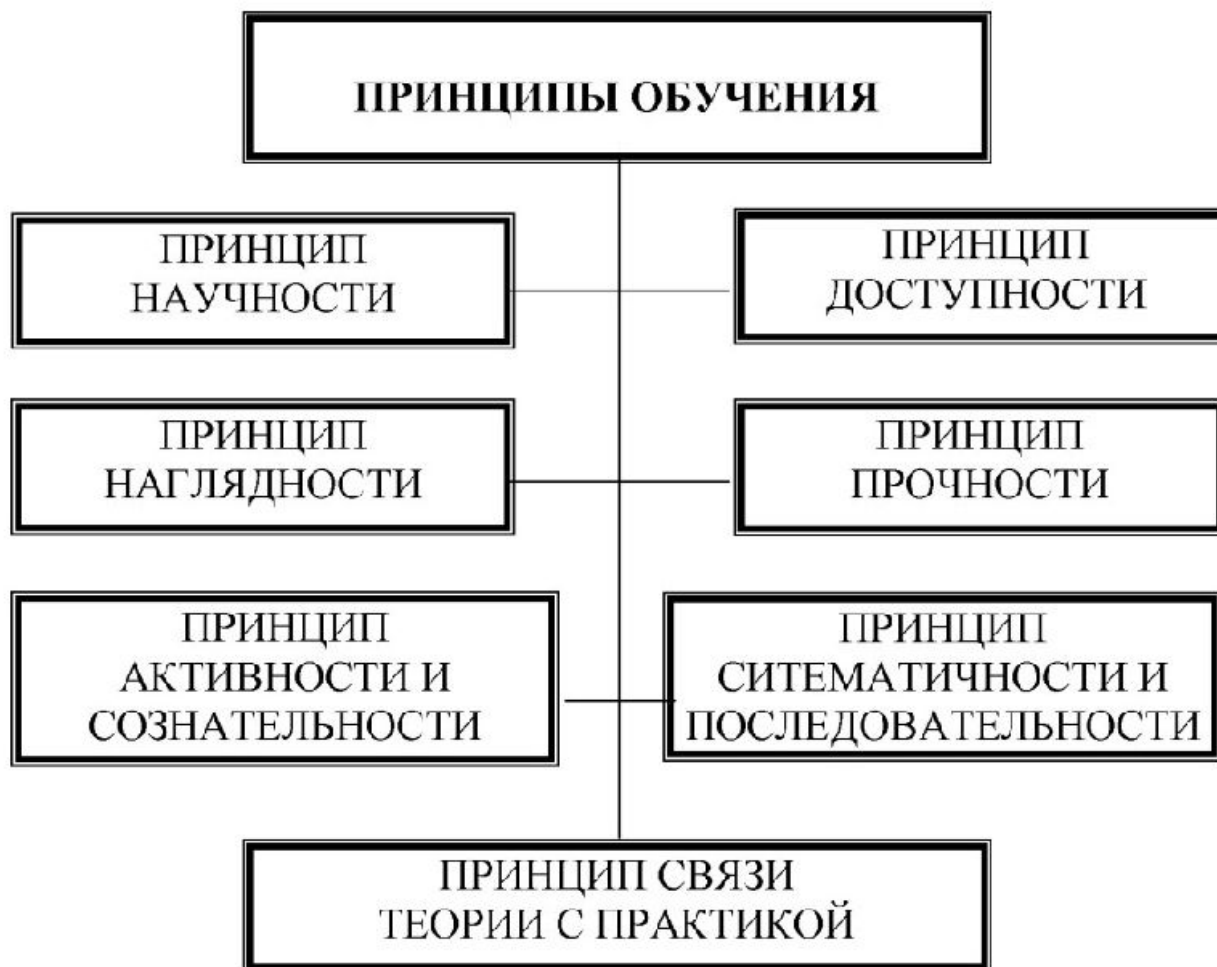 ПРИНЦИПЫ ОБУЧЕНИЯ
ПРИНЦИП
НАУЧНОСТИ
ПРИНЦИП
ДОСТУПНОСТИ
ПРИНЦИП
НАГЛЯДНОСТИ
ПРИНЦИП
ПРОЧНОСТИ
ПРИНЦИП
АКТИВНОСТИ И
СОЗНАТЕЛЬНОСТИ
ПРИНЦИП
СИТЕМАТИЧНОСТИ И
ПОСЛЕДОВАТЕЛЬНОСТИ
ПРИНЦИП СВЯЗИ
ТЕОРИИ С ПРАКТИКОЙ